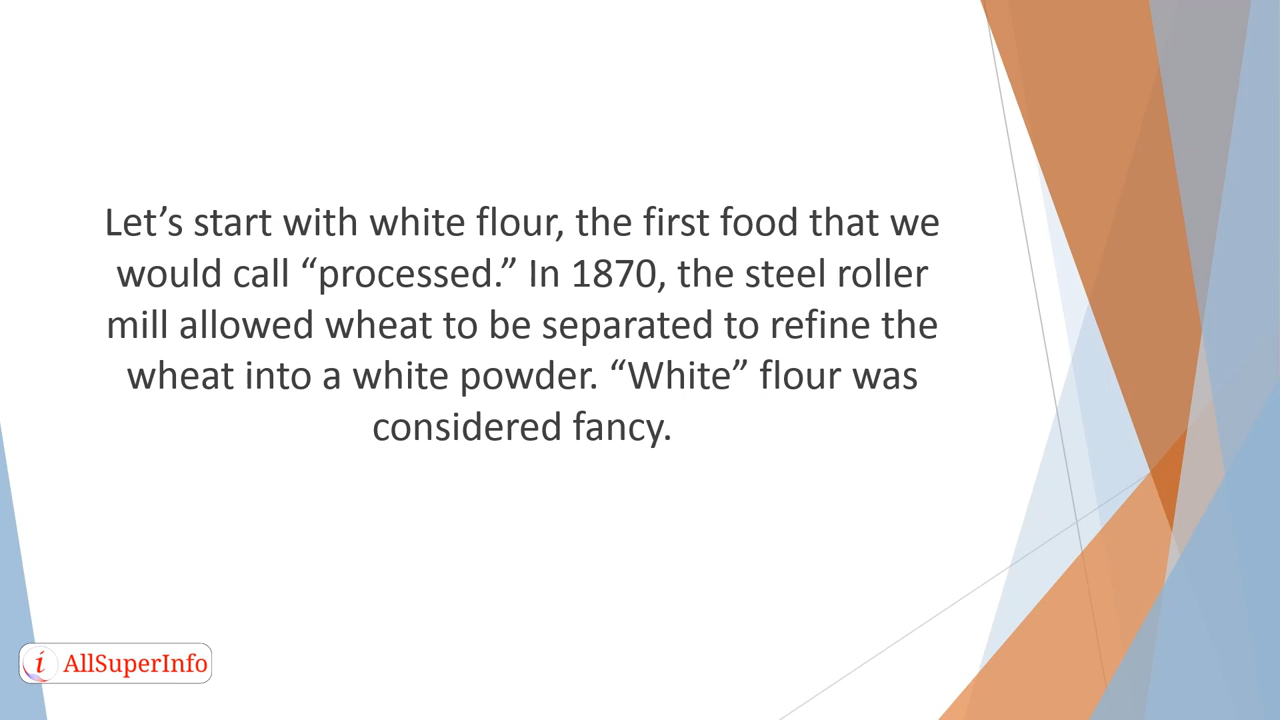 Let’s start with white flour, the first food that we
would call “processed.” In 1870, the steel roller
mill allowed wheat to be separated to refine the
wheat into a white powder. “White” flour was
considered fancy.
i AllSuperInfo